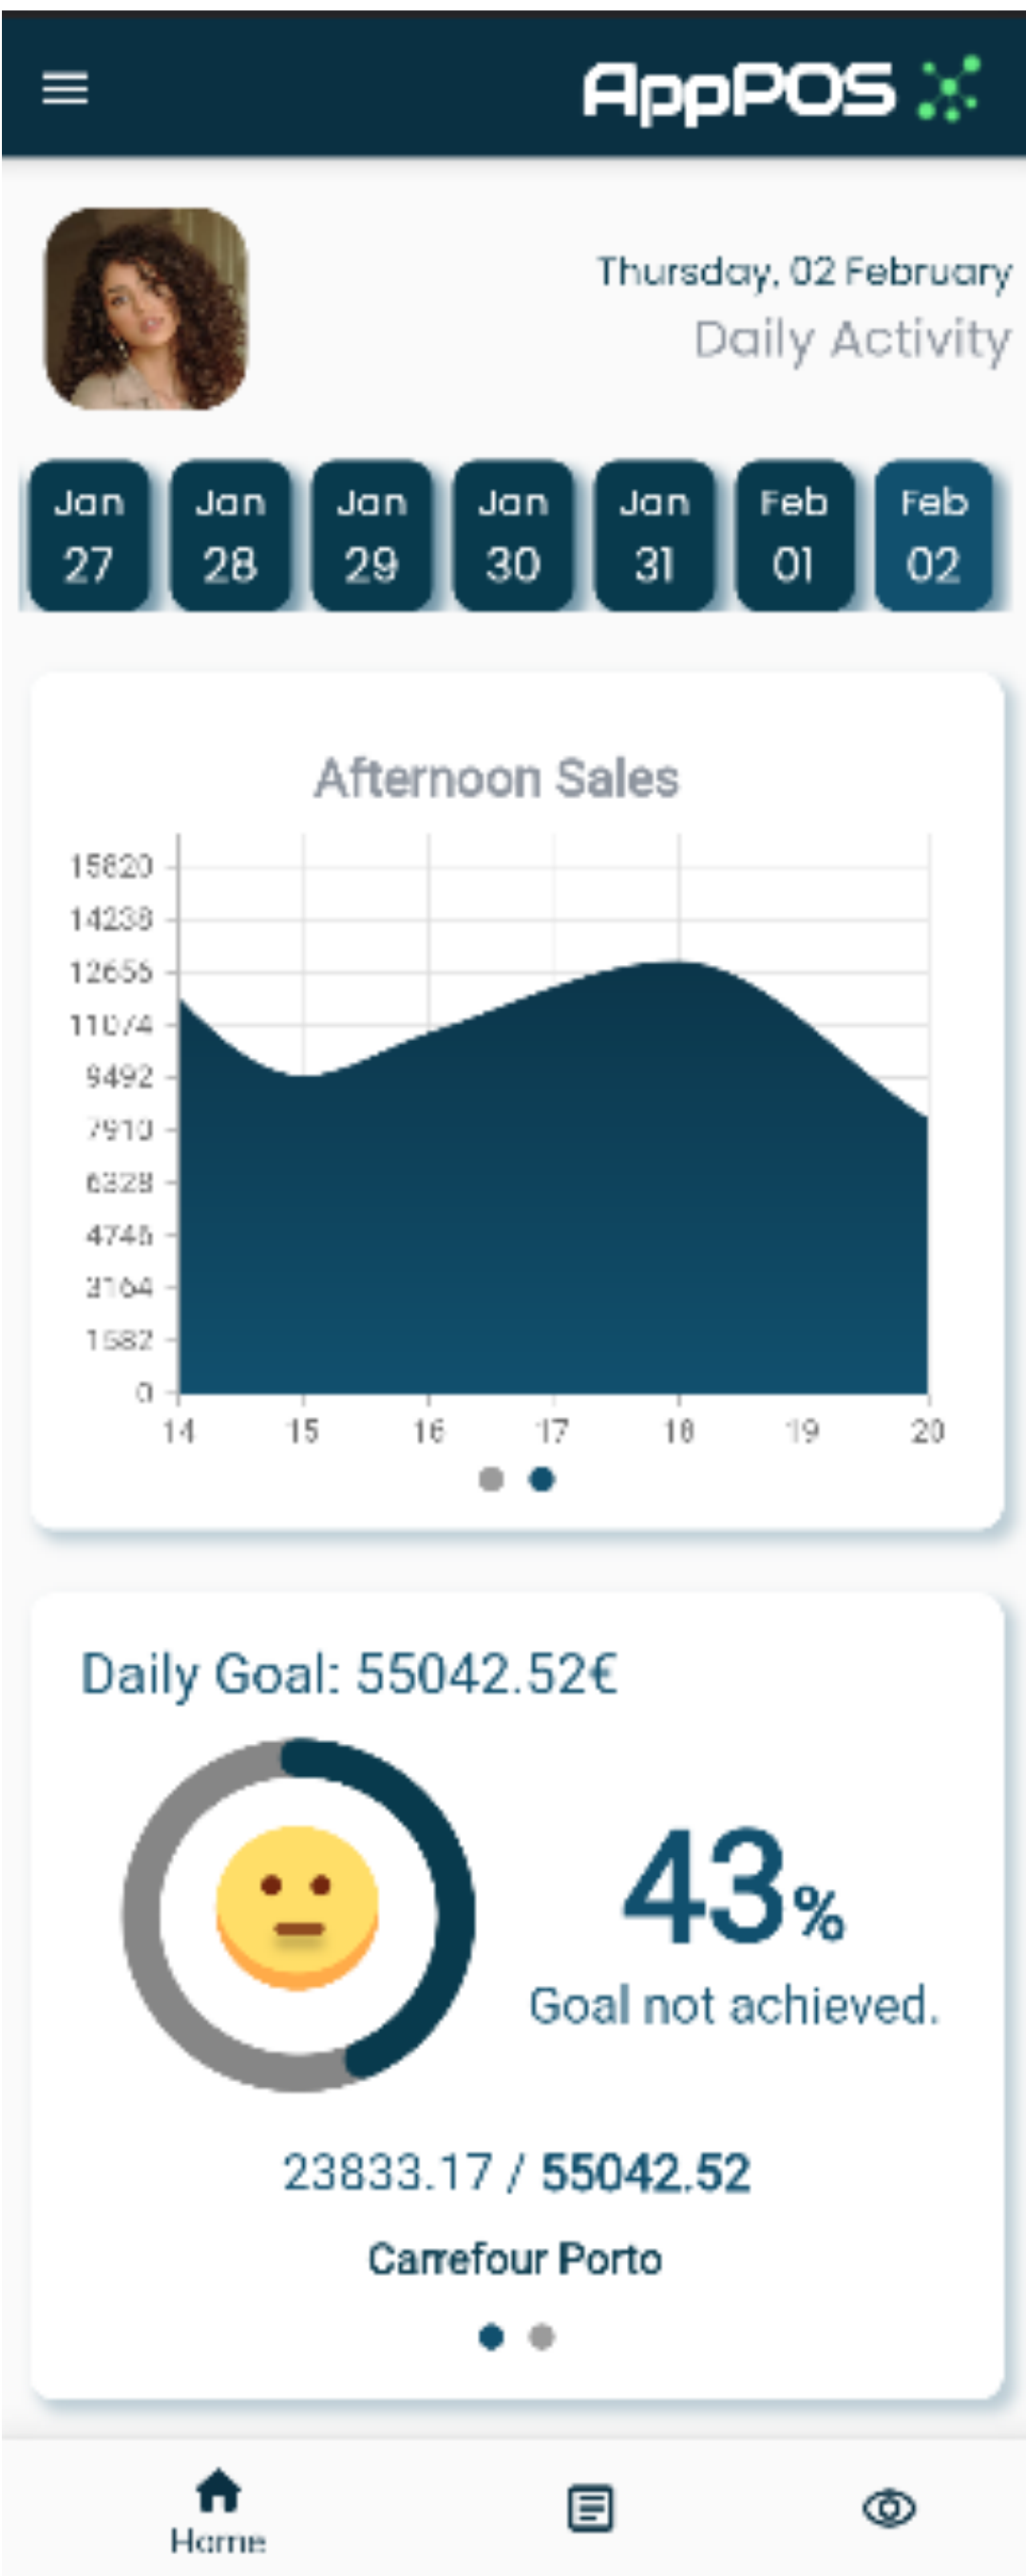 AppPOS
Thursday, 02 February
Daily Activity
Jan Jan Jan Jan Jan Feb Feb
27 28 29 30 31 01 02
Afternoon Sales
15820
14238
12656
11074
9492
7910
6328
4746
3164
1582
0
14 15 16 17 18 19 20
Daily Goal: 55042.52€
43%
Goal not achieved.
23833.17 / 55042.52
Carrefour Porto
Home